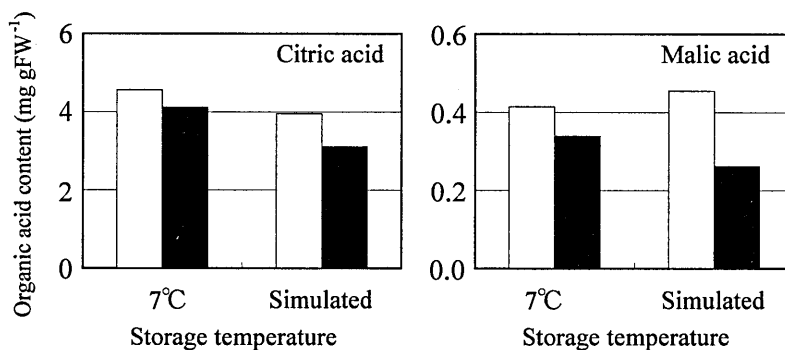 Organic acid content (mg gFW⁻¹)
6
4
2
0
Citric acid
7℃
Simulated
Storage temperature
0.6
0.4
0.2
0.0
Malic acid
7℃
Simulated
Storage temperature